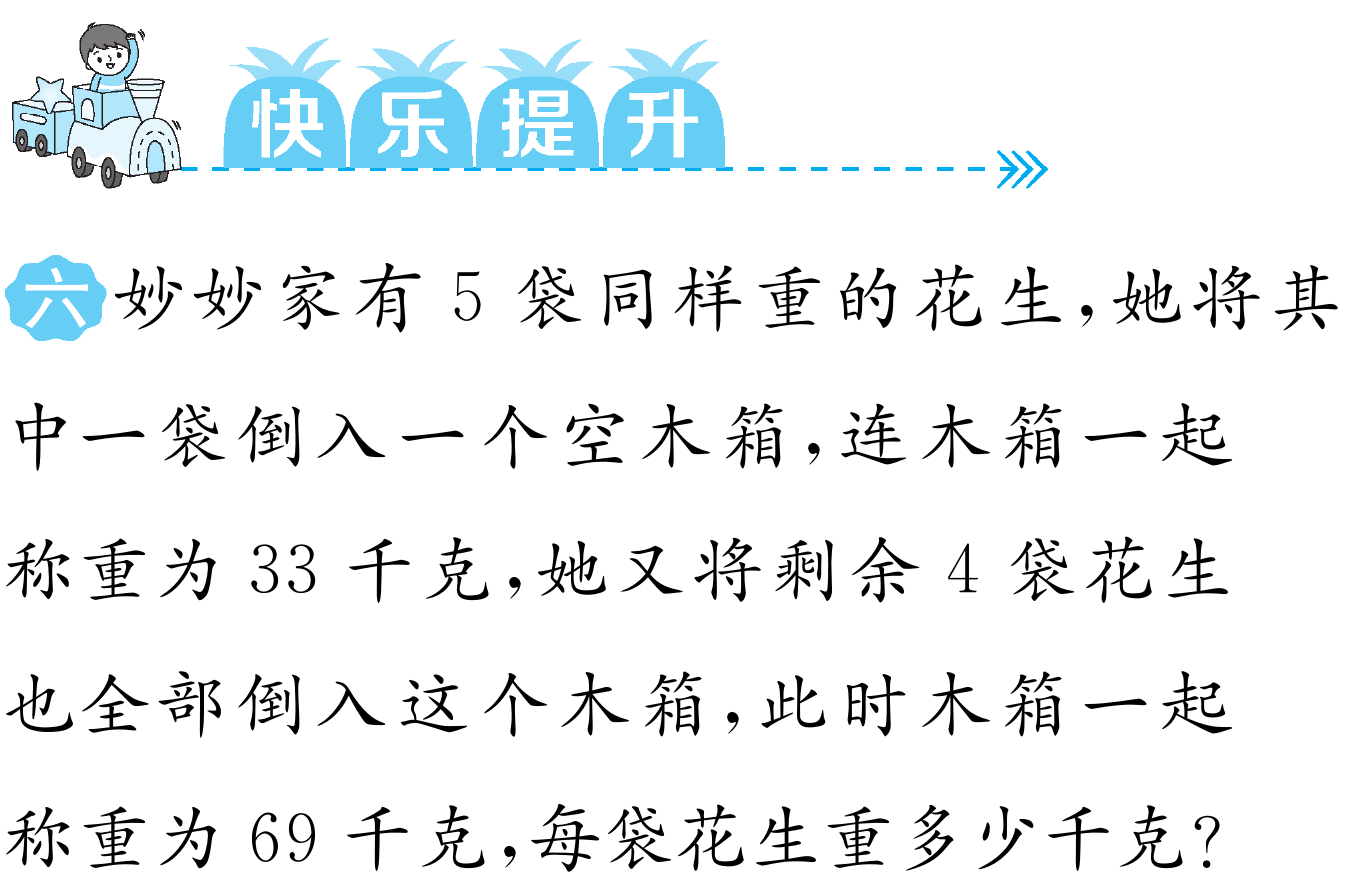 快乐提升
六 妙妙家有 5 袋同样重的花生,她将其
中一袋倒入一个空木箱,连木箱一起
称重为 33 千克,她又将剩余 4 袋花生
也全部倒入这个木箱,此时木箱一起
称重为 69 千克,每袋花生重多少千克?